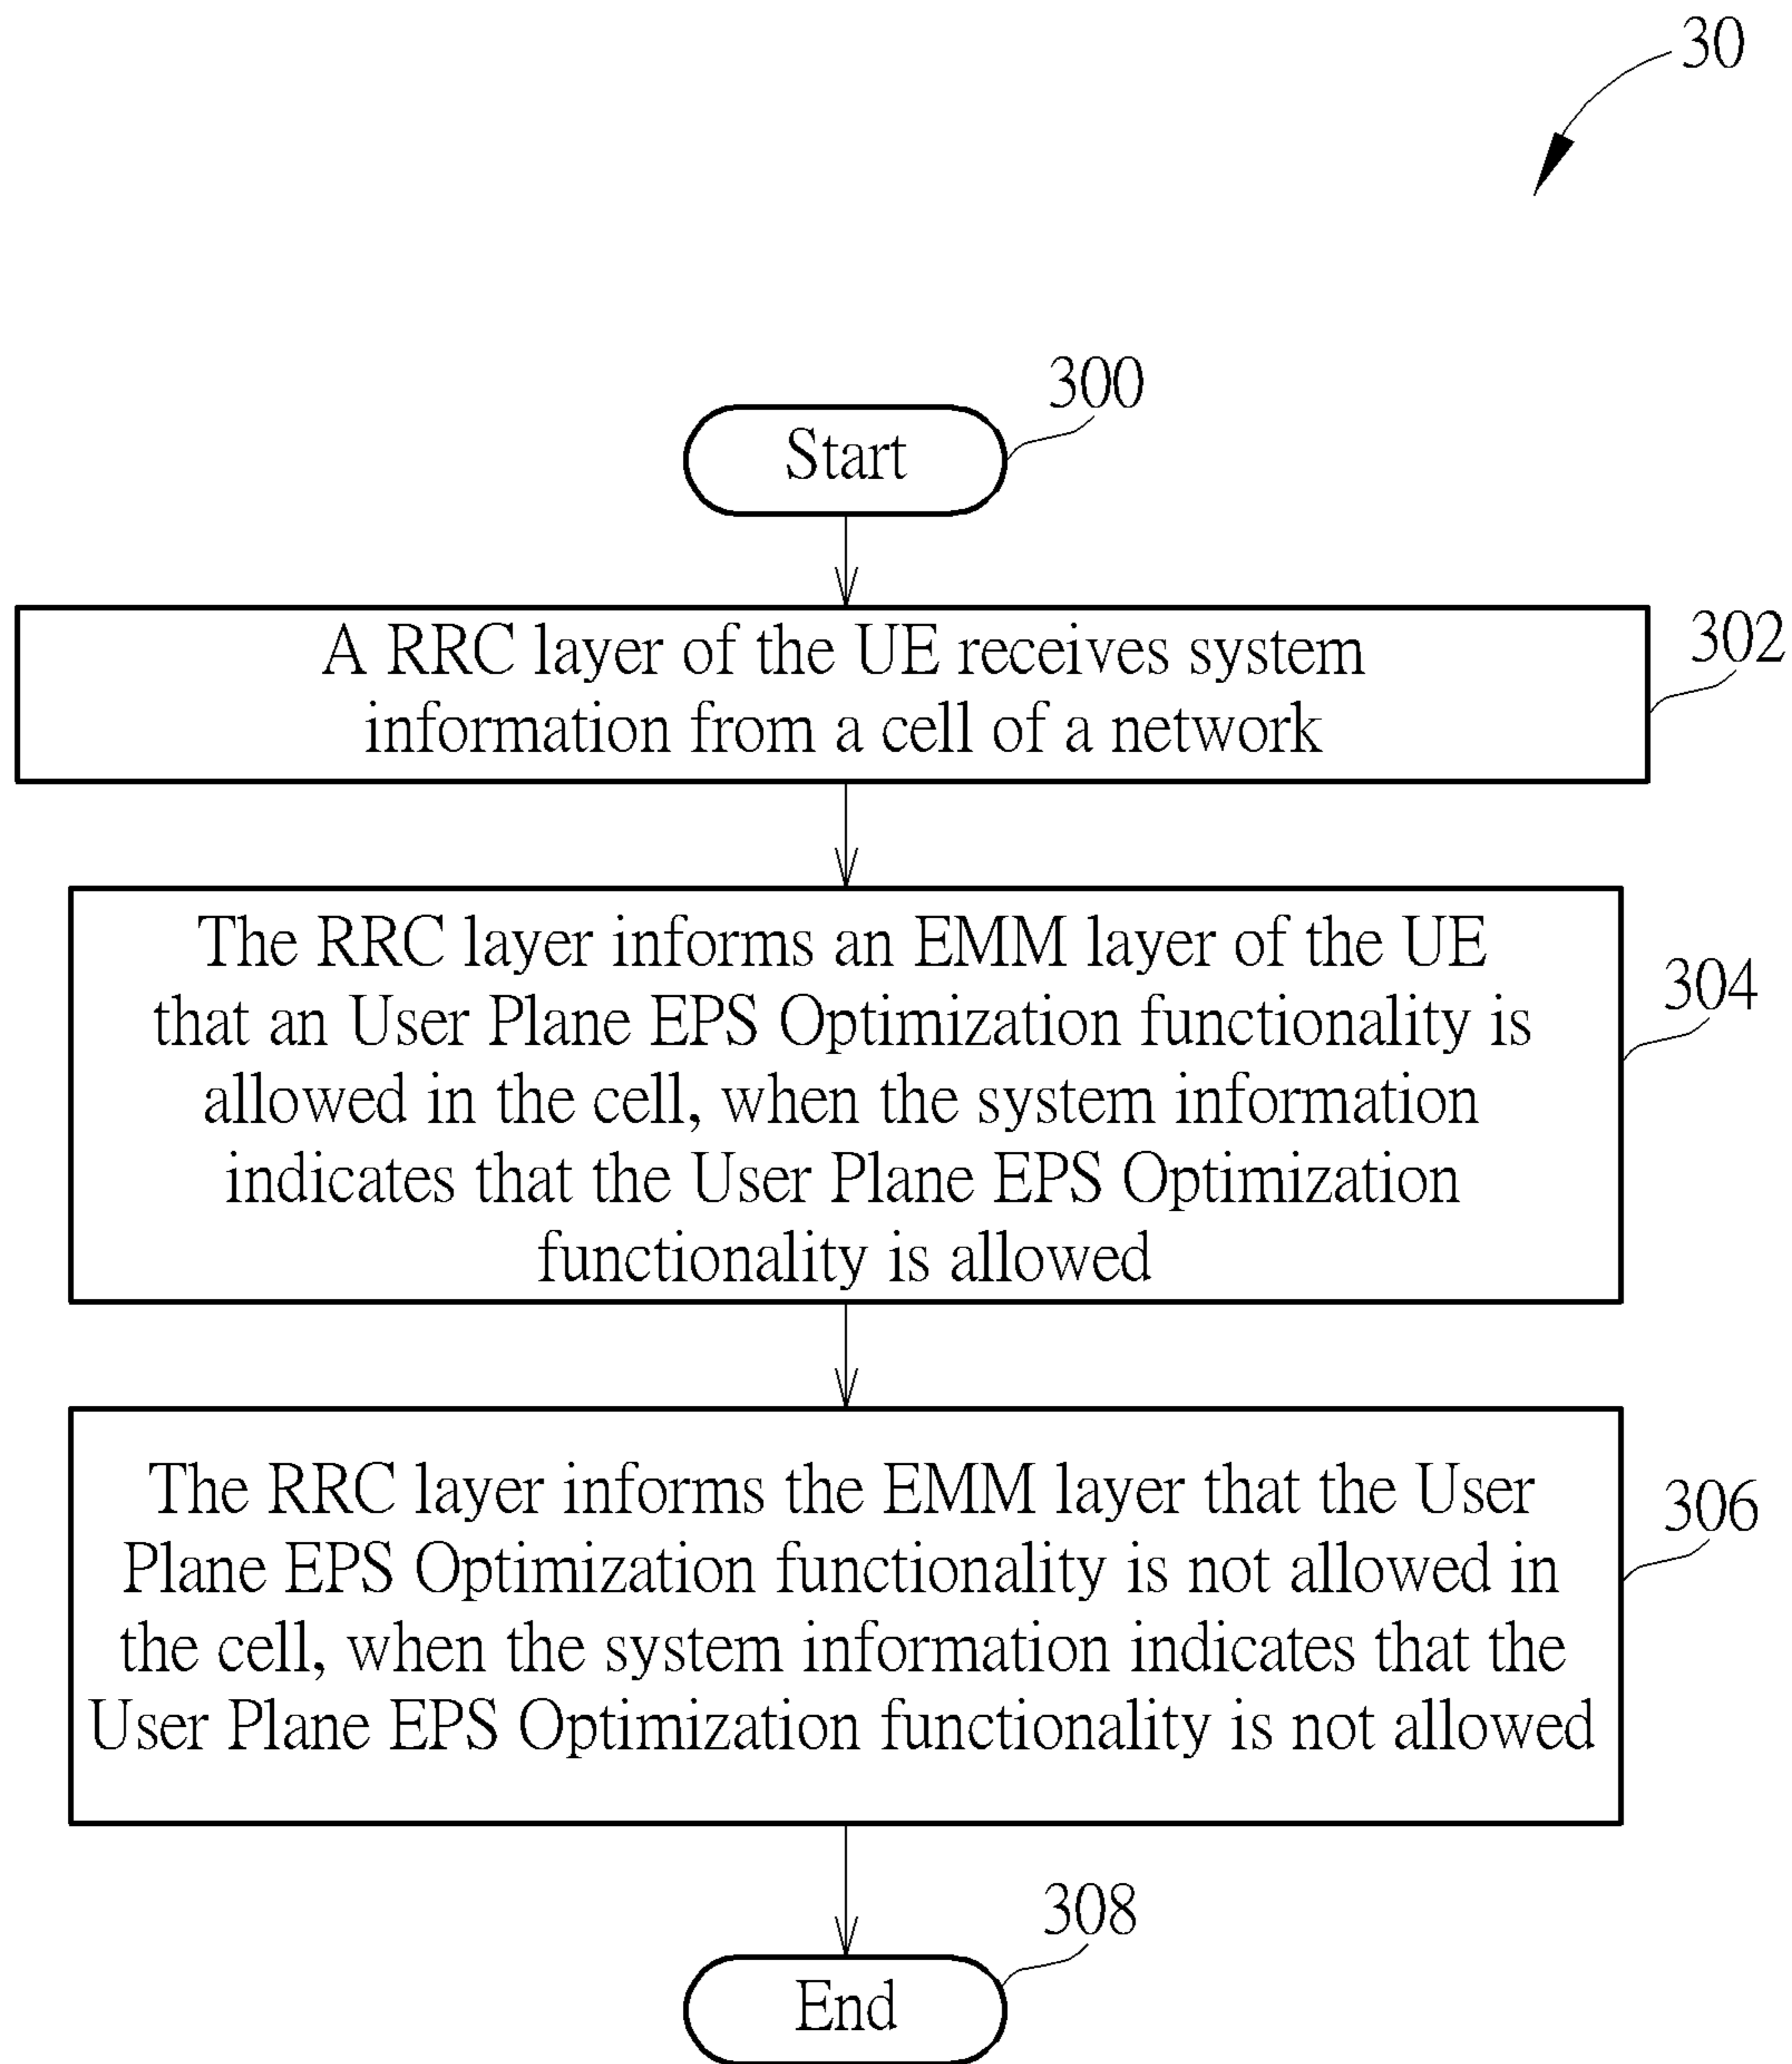 30
300
Start
302
A RRC layer of the UE receives system
information from a cell of a network
The RRC layer informs an EMM layer of the UE
304
that an User Plane EPS Optimization functionality is
allowed in the cell, when the system information
indicates that the User Plane EPS Optimization
functionality is allowed
The RRC layer informs the EMM layer that the User
306
Plane EPS Optimization functionality is not allowed in
the cell, when the system information indicates that the
User Plane EPS Optimization functionality is not allowed
308
End